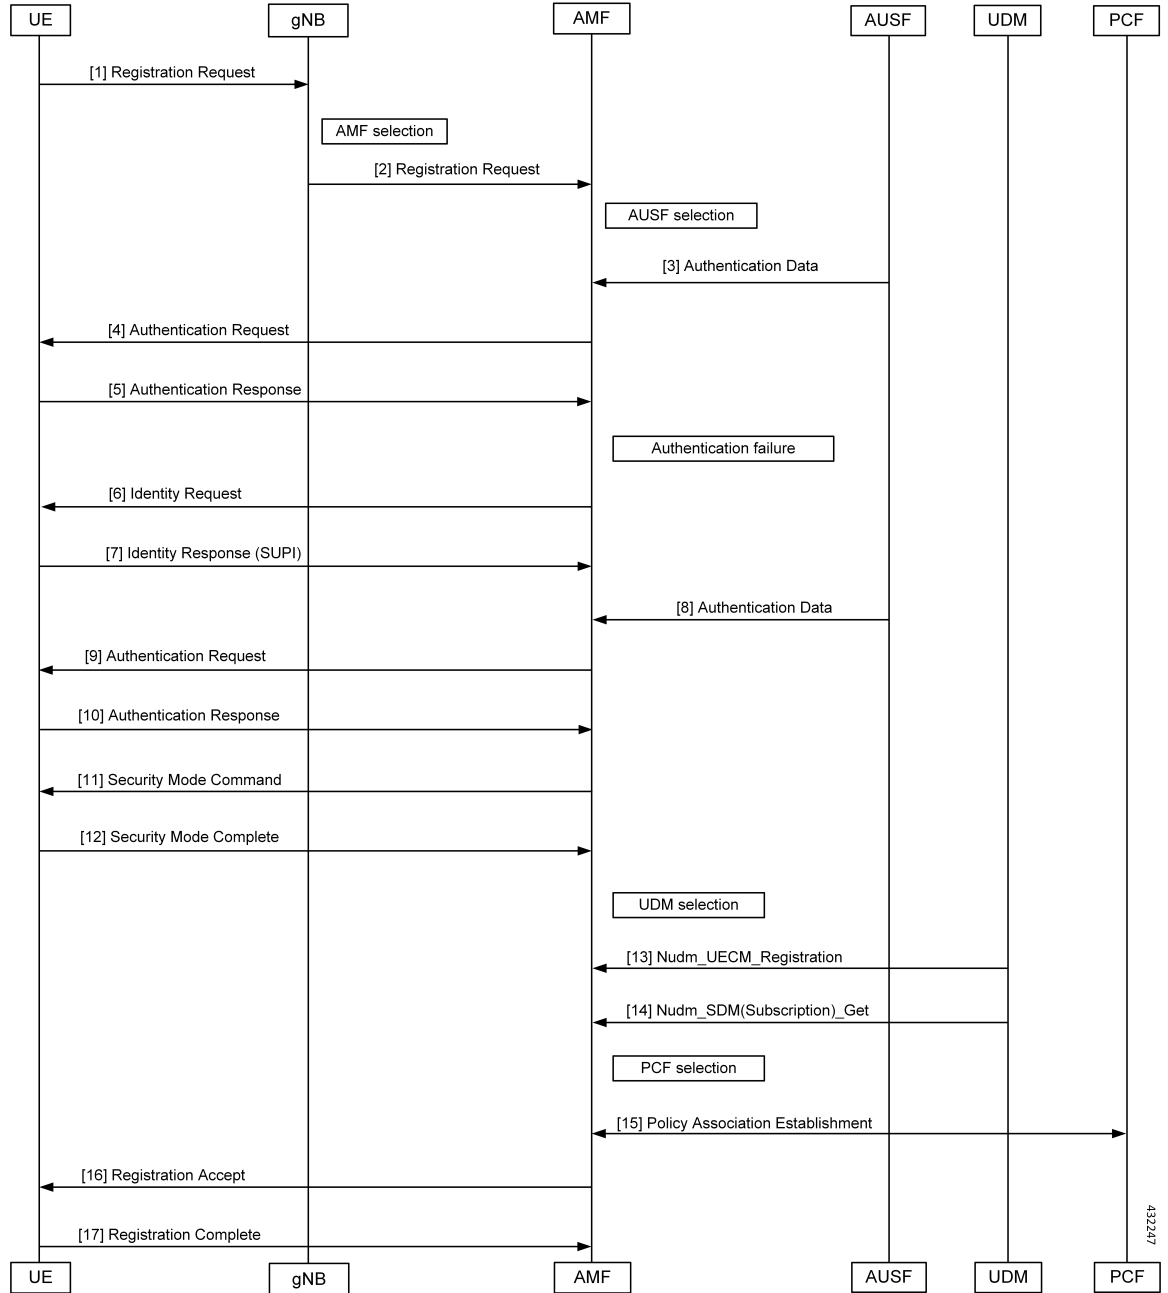 UE gNB AMF AUSF UDM PCF
[1] Registration Request
AMF selection
[2] Registration Request
AUSF selection
[3] Authentication Data
[4] Authentication Request
[5] Authentication Response
Authentication failure
[6] Identity Request
[7] Identity Response (SUPI)
[8] Authentication Data
[9] Authentication Request
[10] Authentication Response
[11] Security Mode Command
[12] Security Mode Complete
UDM selection
[13] Nudm_UECM_Registration
[14] Nudm_SDM(Subscription)_Get
PCF selection
[15] Policy Association Establishment
[16] Registration Accept
[17] Registration Complete
432247
UE gNB AMF AUSF UDM PCF